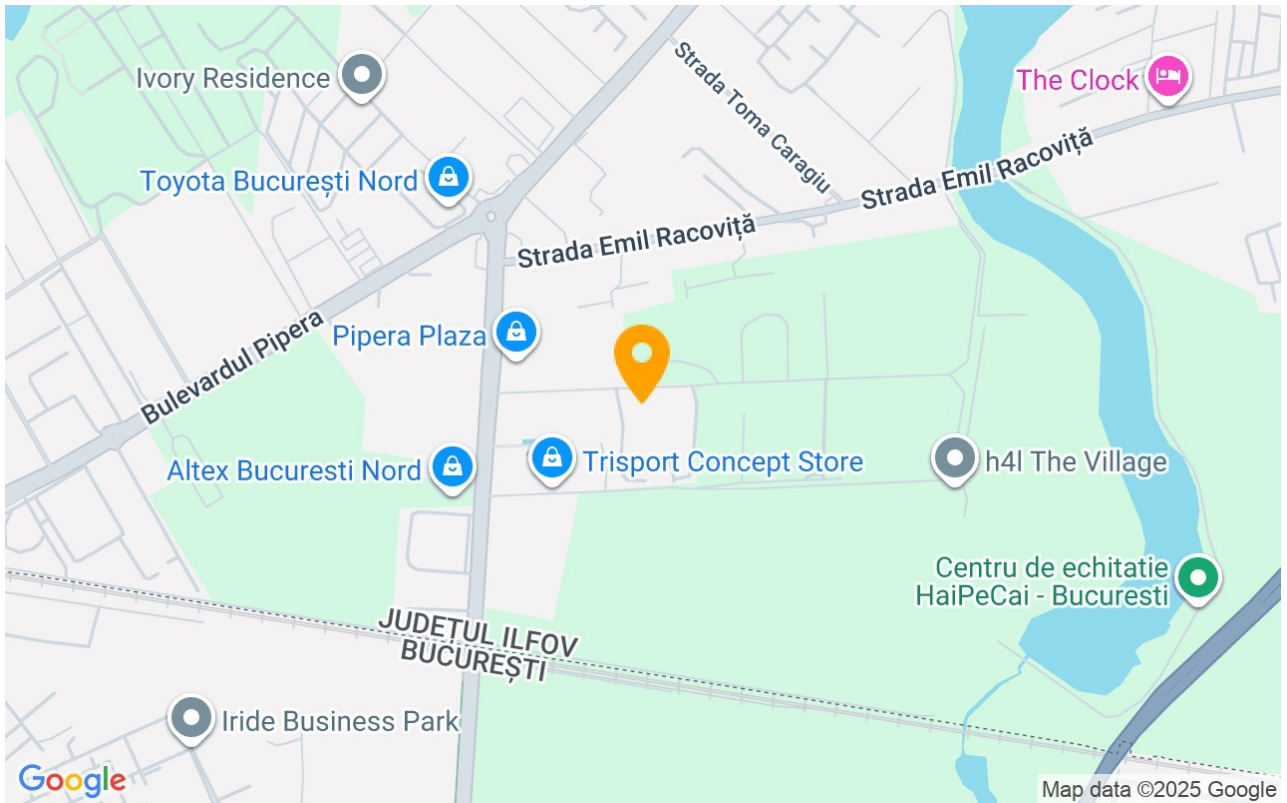 Ivory Residence
Strada Toma Caragiu
The Clock
Strada Emil Racoviță
Toyota București Nord
Strada Emil Racoviță
Pipera Plaza
Bulevardul Pipera
Altex Bucuresti Nord
Trisport Concept Store
h4l The Village
Centru de echitatie
HaiPeCai - Bucuresti
JUDEȚUL ILFOV
BUCUREȘTI
Iride Business Park
Google
Map data ©2025 Google